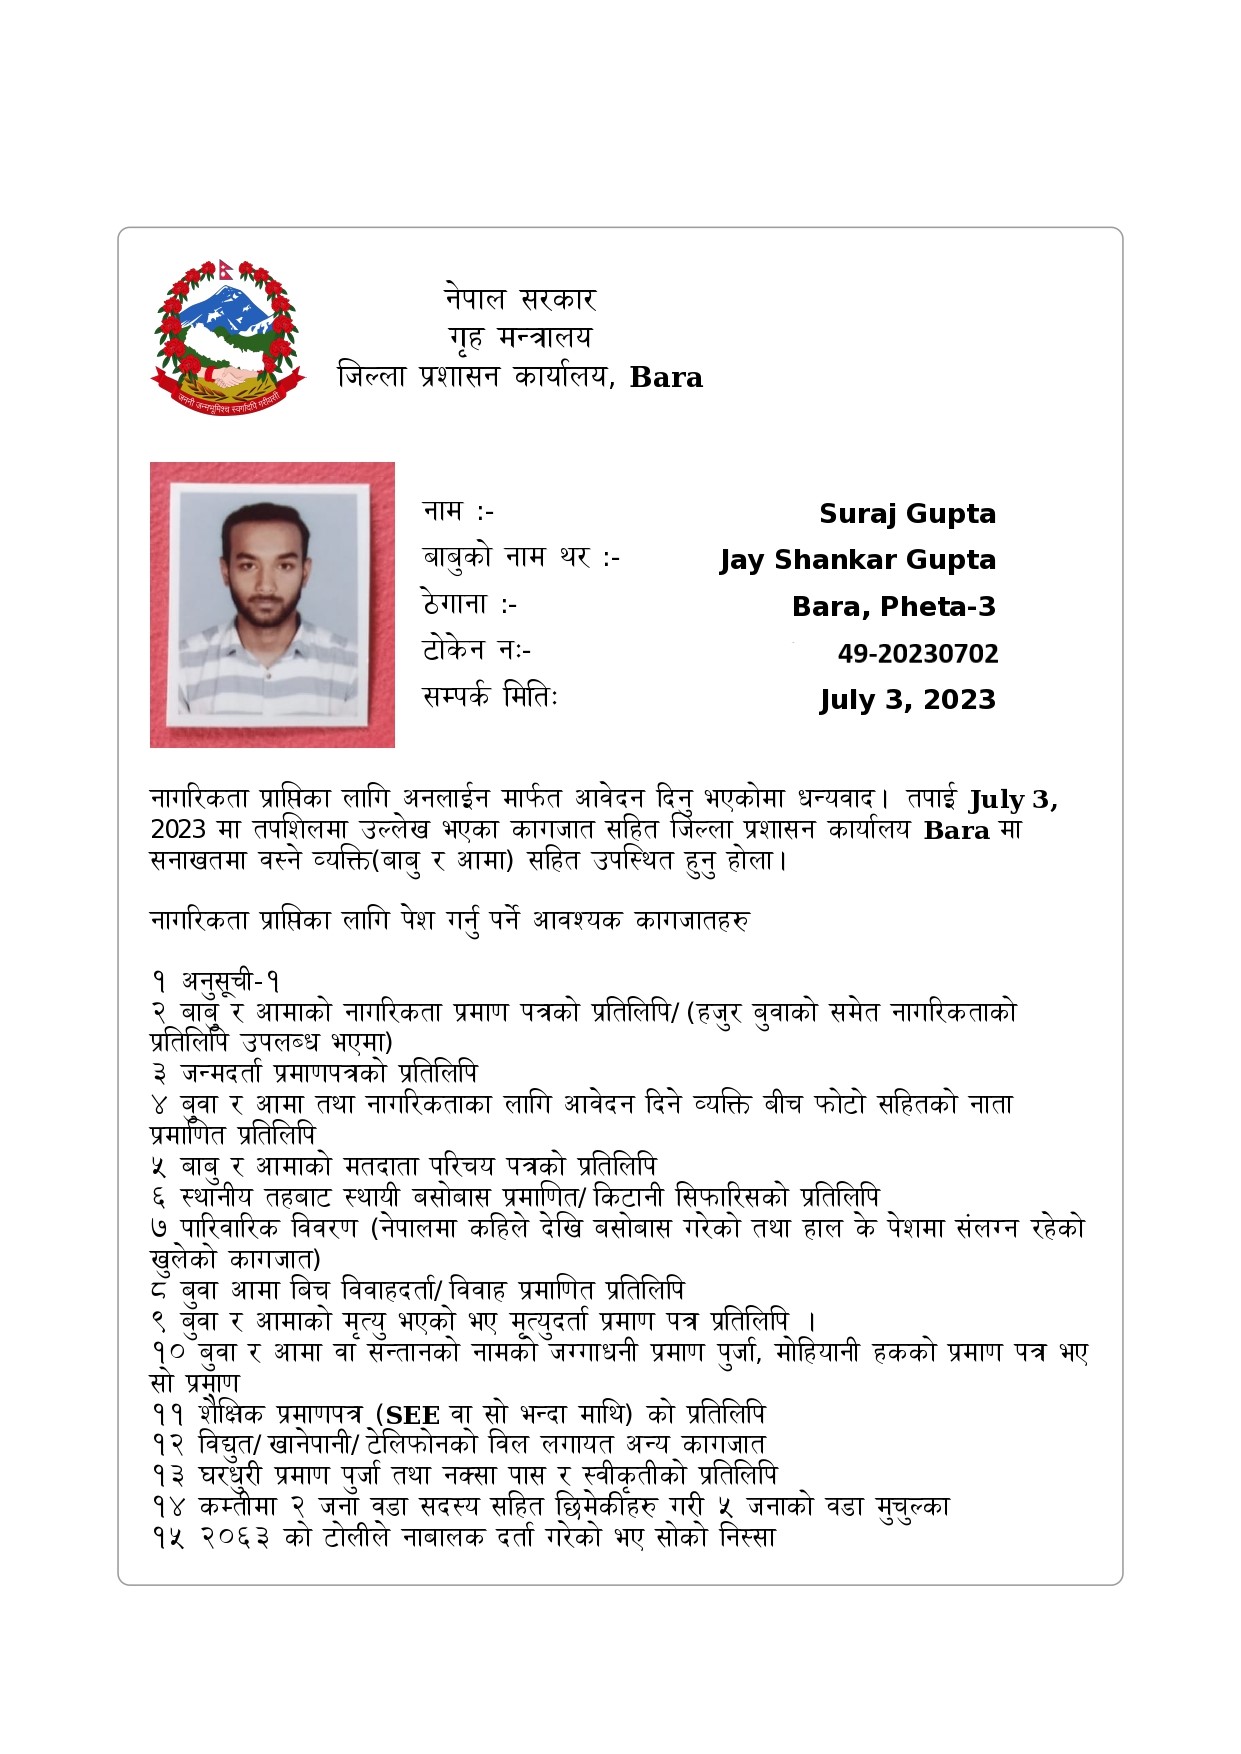 जननी जन्मभूमिश्च स्वर्गादपि गरीयसी
नेपाल सरकार
गृह मन्त्रालय
जिल्ला प्रशासन कार्यालय, Bara
नाम :- Suraj Gupta
बाबुको नाम थर :- Jay Shankar Gupta
ठेगाना :- Bara, Pheta-3
टोकेन नः- 49-20230702
सम्पर्क मितिः July 3, 2023
नागरिकता प्राप्तिका लागि अनलाईन मार्फत आवेदन दिनु भएकोमा धन्यवाद। तपाई July 3,
2023 मा तपशिलमा उल्लेख भएका कागजात सहित जिल्ला प्रशासन कार्यालय Bara मा
सनाखतमा वस्ने व्यक्ति(बाबु र आमा) सहित उपस्थित हुनु होला।
नागरिकता प्राप्तिका लागि पेश गर्नु पर्ने आवश्यक कागजातहरु
१ अनुसूची-१
२ बाबु र आमाको नागरिकता प्रमाण पत्रको प्रतिलिपि/ (हजुर बुवाको समेत नागरिकताको
प्रतिलिपि उपलब्ध भएमा)
३ जन्मदर्ता प्रमाणपत्रको प्रतिलिपि
४ बुवा र आमा तथा नागरिकताका लागि आवेदन दिने व्यक्ति बीच फोटो सहितको नाता
प्रमाणित प्रतिलिपि
५ बाबु र आमाको मतदाता परिचय पत्रको प्रतिलिपि
६ स्थानीय तहबाट स्थायी बसोबास प्रमाणित/ किटानी सिफारिसको प्रतिलिपि
७ पारिवारिक विवरण (नेपालमा कहिले देखि बसोबास गरेको तथा हाल के पेशमा संलग्न रहेको
खुलेको कागजात)
८ बुवा आमा बिच विवाहदर्ता/ विवाह प्रमाणित प्रतिलिपि
९ बुवा र आमाको मृत्यु भएको भए मृत्युदर्ता प्रमाण पत्र प्रतिलिपि ।
१० बुवा र आमा वा सन्तानको नामको जग्गाधनी प्रमाण पुर्जा, मोहियानी हकको प्रमाण पत्र भए
सो प्रमाण
११ शैक्षिक प्रमाणपत्र (SEE वा सो भन्दा माथि) को प्रतिलिपि
१२ विद्युत/ खानेपानी/ टेलिफोनको विल लगायत अन्य कागजात
१३ घरधुरी प्रमाण पुर्जा तथा नक्सा पास र स्वीकृतीको प्रतिलिपि
१४ कम्तीमा २ जना वडा सदस्य सहित छिमेकीहरु गरी ५ जनाको वडा मुचुल्का
१५ २०६३ को टोलीले नाबालक दर्ता गरेको भए सोको निस्सा